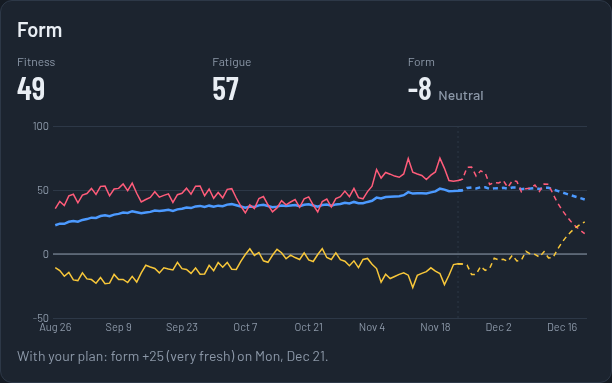 Form
Fitness Fatigue Form
49 57 -8 Neutral
100
50
0
-50
Aug 26 Sep 9 Sep 23 Oct 7 Oct 21 Nov 4 Nov 18 Dec 2 Dec 16
With your plan: form +25 (very fresh) on Mon, Dec 21.